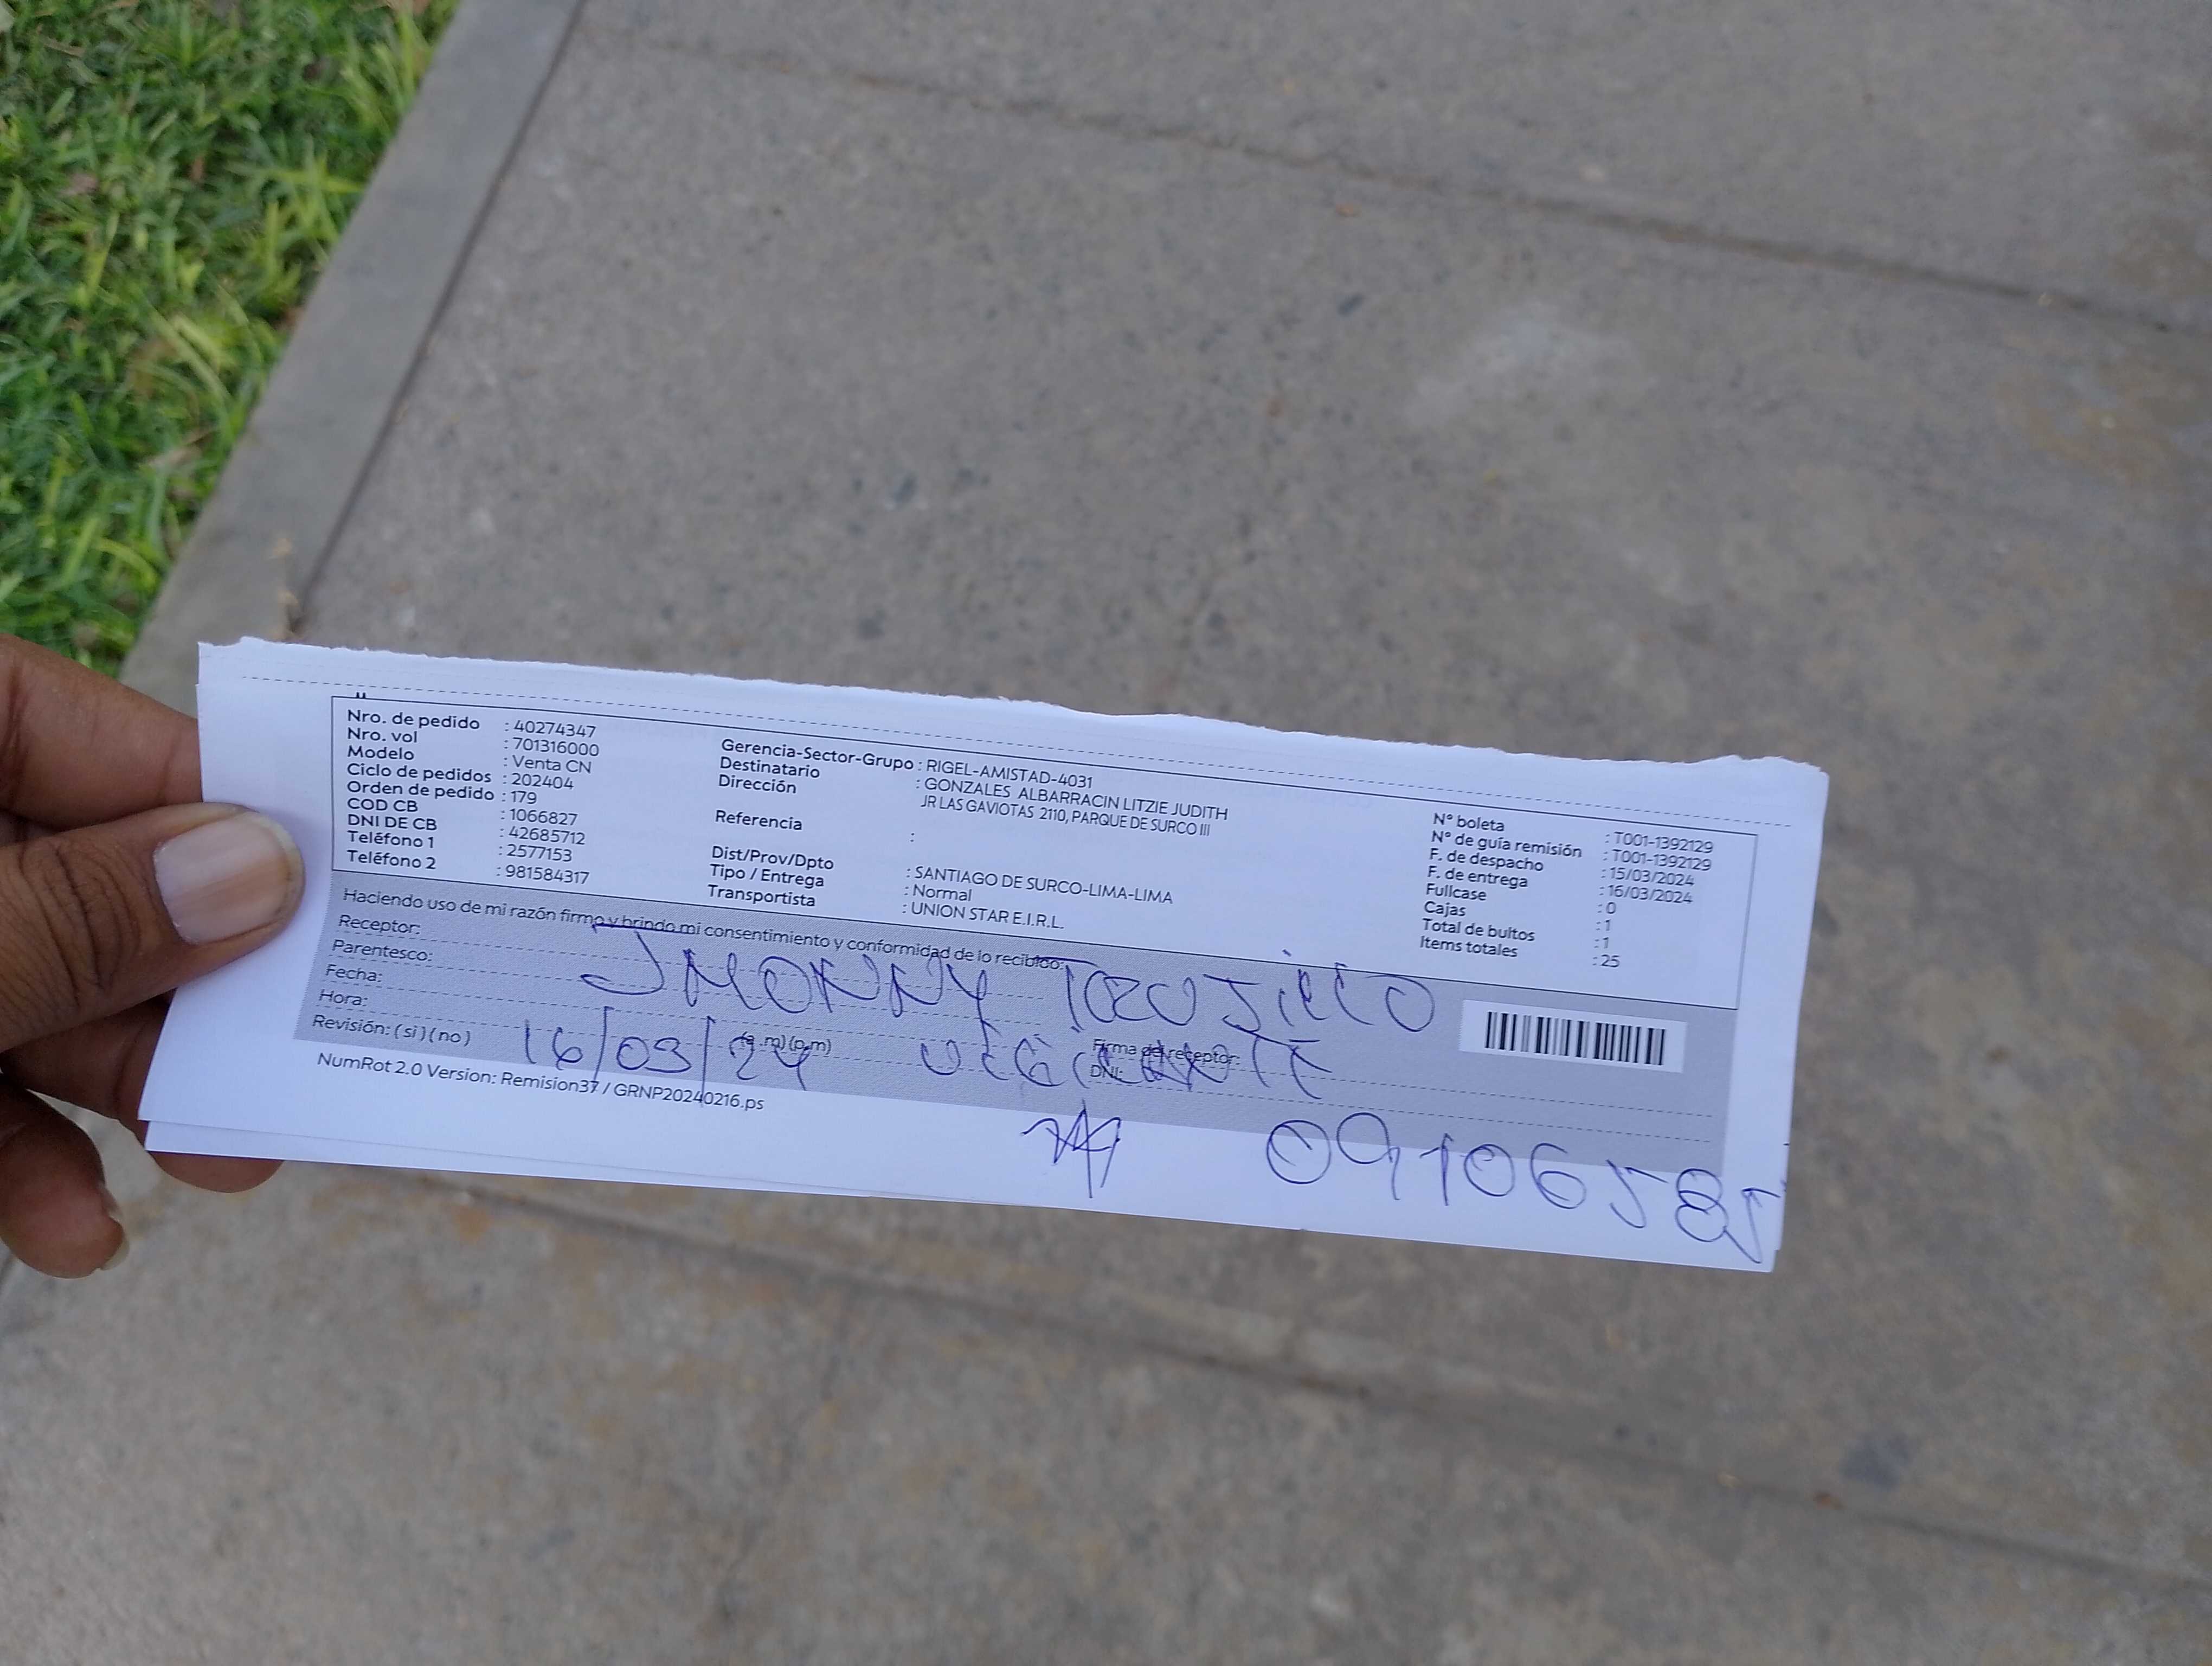 Nro. de pedido : 40274347
Nro. vol : 701316000
Modelo : Venta CN
Ciclo de pedidos : 202404
Orden de pedido : 179
COD CB : 1066827
DNI DE CB : 42685712
Teléfono 1 : 2577153
Teléfono 2 : 981584317
Gerencia-Sector-Grupo : RIGEL-AMISTAD-4031
Destinatario : GONZALES ALBARRACIN LITZIE JUDITH
Dirección JR LAS GAVIOTAS 2110, PARQUE DE SURCO III
Referencia :
Dist/Prov/Dpto : SANTIAGO DE SURCO-LIMA-LIMA
Tipo / Entrega : Normal
Transportista : UNION STAR E.I.R.L.
N° boleta : T001-1392129
N° de guía remisión : T001-1392129
F. de despacho : 15/03/2024
F. de entrega : 16/03/2024
Fullcase : 0
Cajas : 1
Total de bultos : 1
Items totales : 25
Haciendo uso de mi razón firmo y brindo mi consentimiento y conformidad de lo recibido:
Receptor: JHONNY TRUJILLO
Parentesco:
Fecha:
Hora: (a .m) (p.m)
Firma del receptor:
Revisión: ( si ) ( no ) 16/03/24 VIGILANTE
DNI:
NumRot 2.0 Version: Remision37 / GRNP20240216.ps
09106585